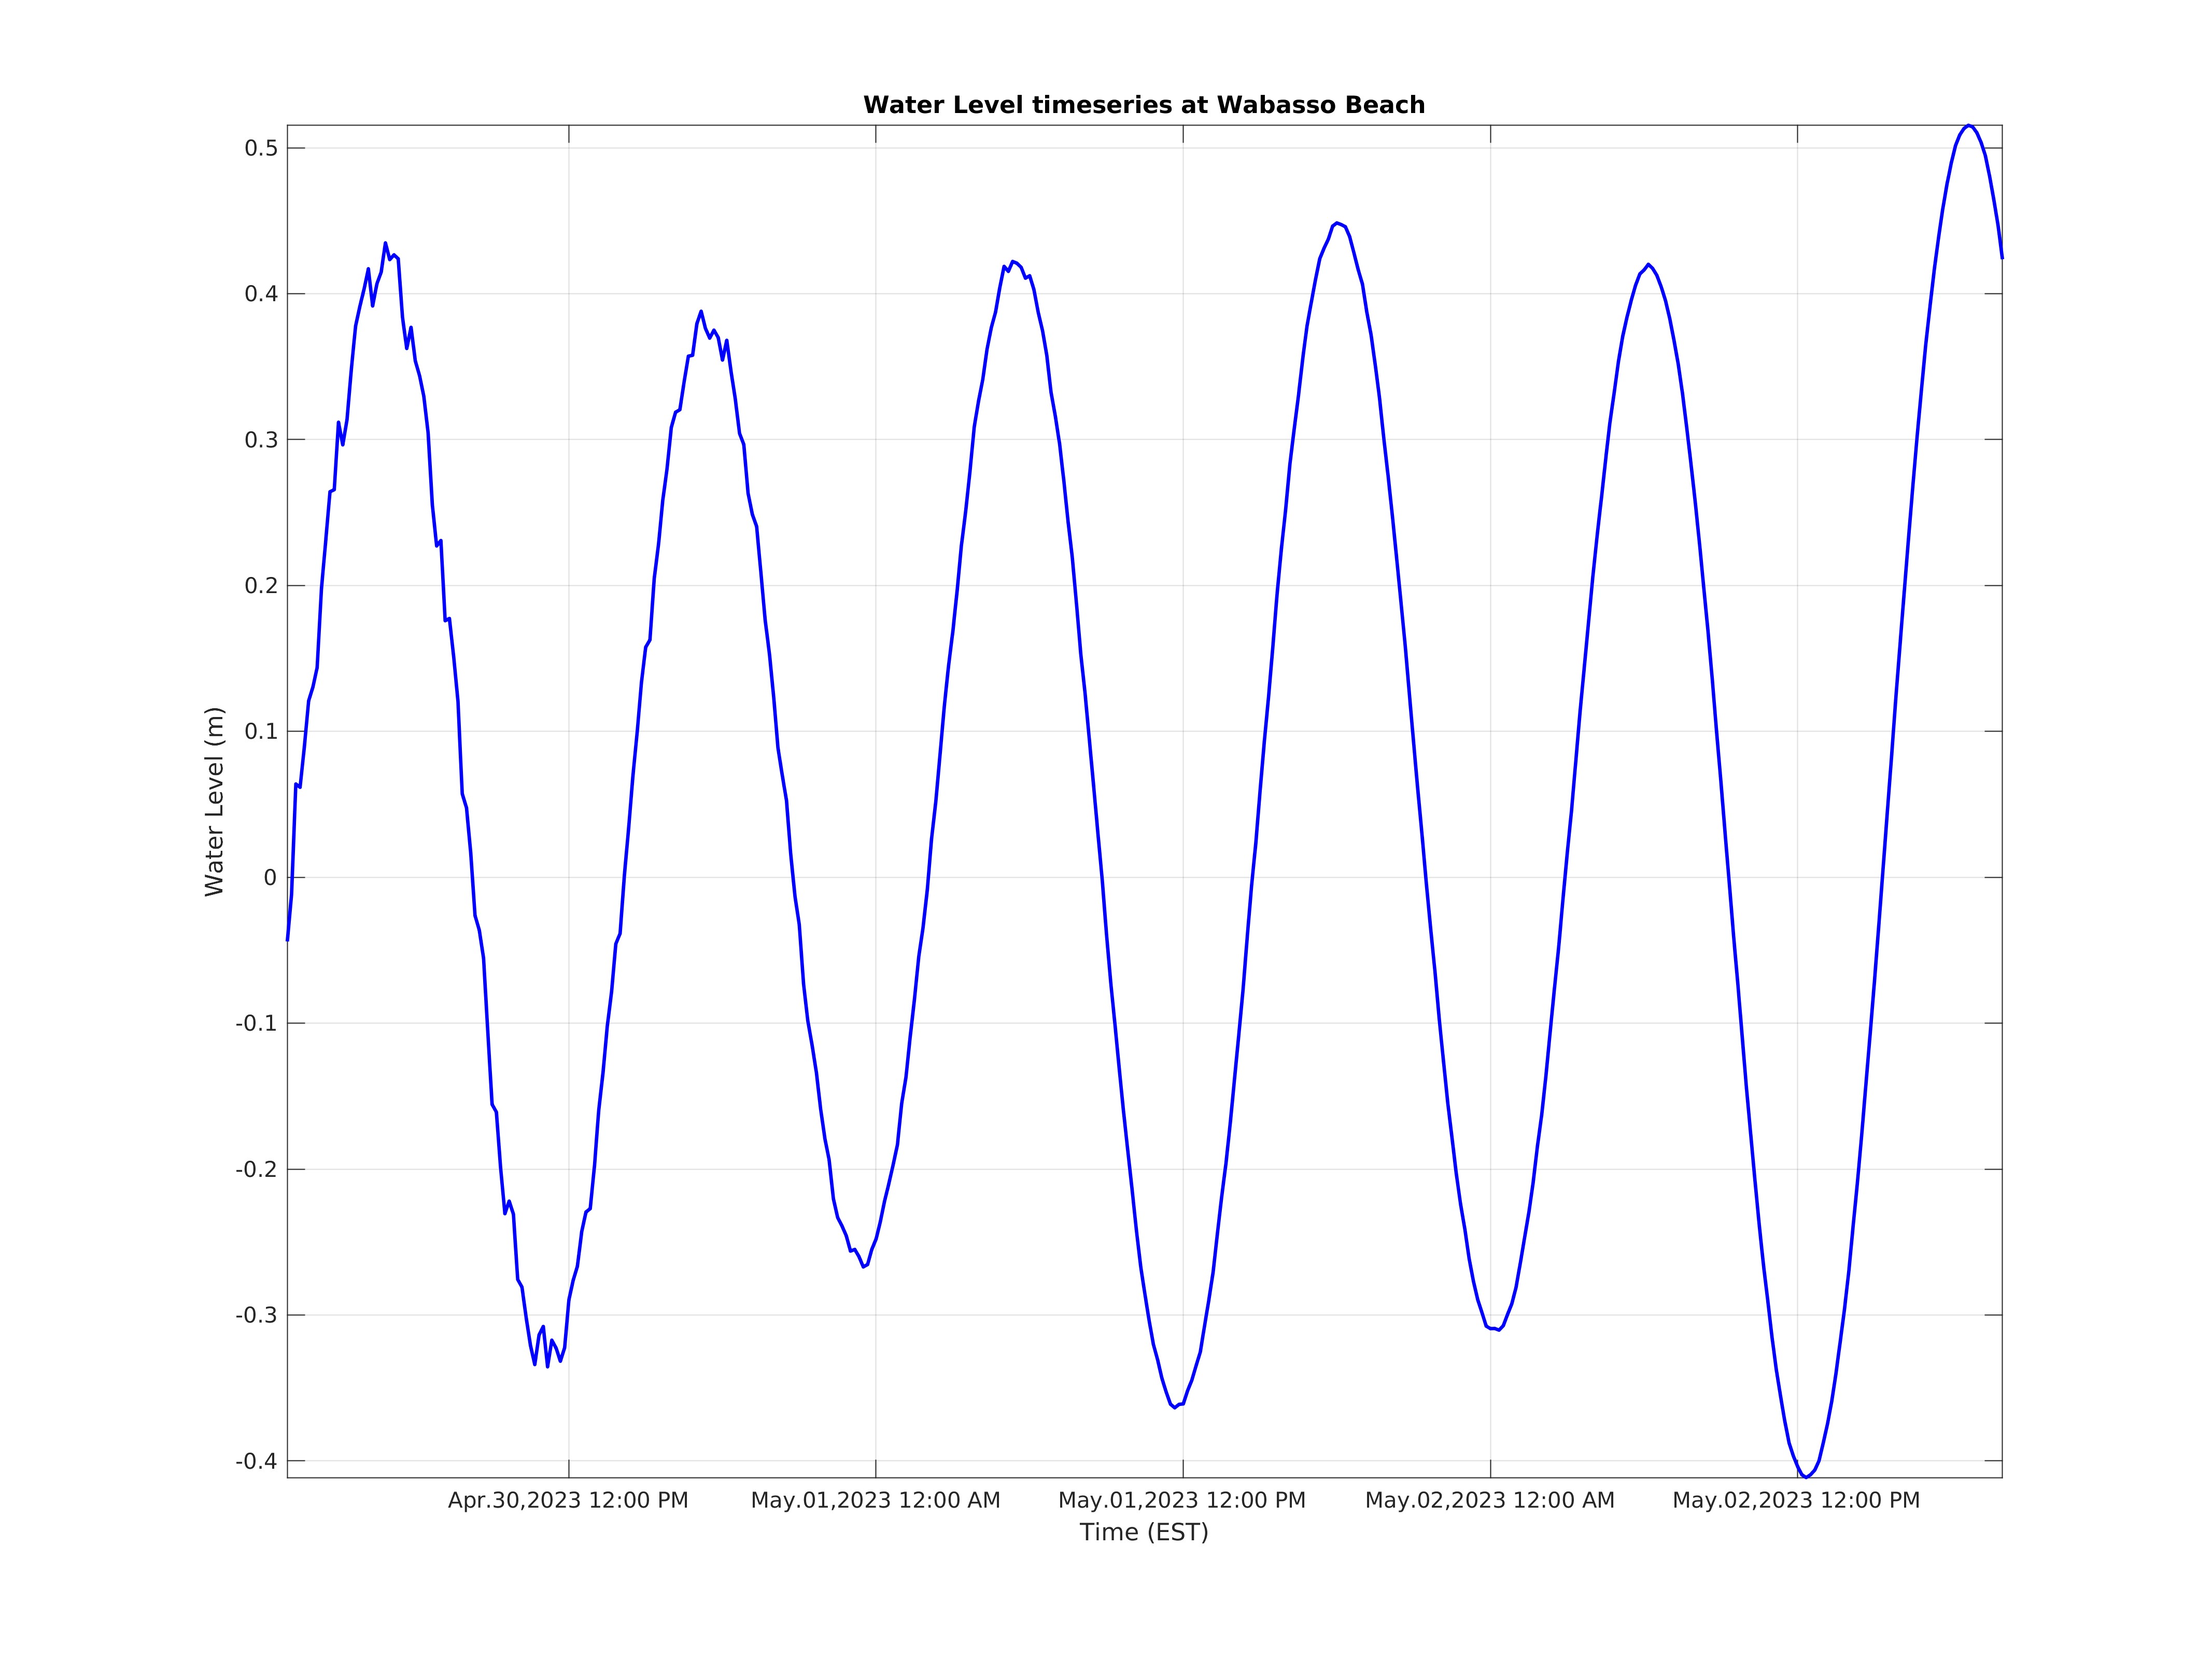 Water Level timeseries at Wabasso Beach
0.5
0.4
0.3
0.2
0.1
0
-0.1
-0.2
-0.3
-0.4
Water Level (m)
Apr.30,2023 12:00 PM
May.01,2023 12:00 AM
May.01,2023 12:00 PM
May.02,2023 12:00 AM
May.02,2023 12:00 PM
Time (EST)